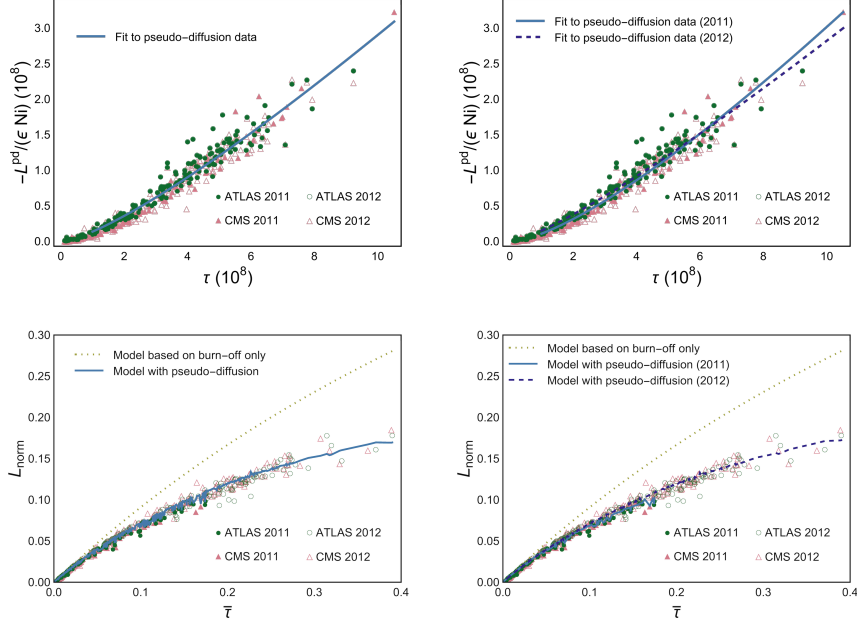 −L^pd/(ϵ Ni) (10^8)
3.0
2.5
2.0
1.5
1.0
0.5
0.0
Fit to pseudo−diffusion data
ATLAS 2011
ATLAS 2012
CMS 2011
CMS 2012
0 2 4 6 8 10
τ (10^8)
−L^pd/(ϵ Ni) (10^8)
3.0
2.5
2.0
1.5
1.0
0.5
0.0
Fit to pseudo−diffusion data (2011)
Fit to pseudo−diffusion data (2012)
ATLAS 2011
ATLAS 2012
CMS 2011
CMS 2012
0 2 4 6 8 10
τ (10^8)
L_norm
0.30
0.25
0.20
0.15
0.10
0.05
0.00
Model based on burn−off only
Model with pseudo−diffusion
ATLAS 2011
ATLAS 2012
CMS 2011
CMS 2012
0.0 0.1 0.2 0.3 0.4
τ̅
L_norm
0.30
0.25
0.20
0.15
0.10
0.05
0.00
Model based on burn−off only
Model with pseudo−diffusion (2011)
Model with pseudo−diffusion (2012)
ATLAS 2011
ATLAS 2012
CMS 2011
CMS 2012
0.0 0.1 0.2 0.3 0.4
τ̅